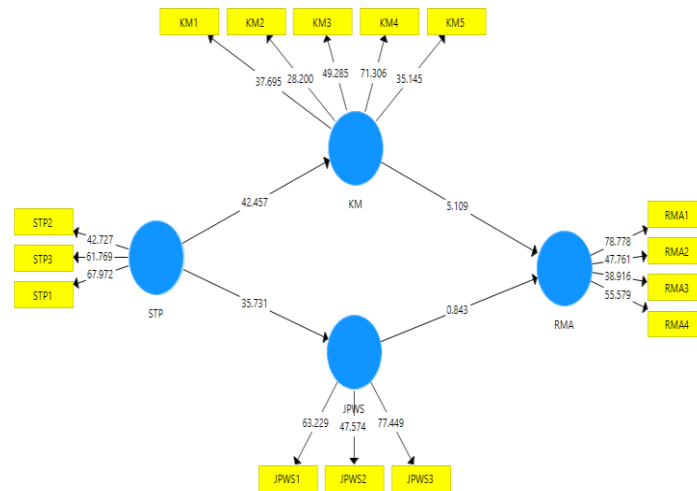 KM1 KM2 KM3 KM4 KM5
37.695 28.200 49.285 71.306 35.145
KM
42.457 5.109
STP2
STP3
STP1
42.727
61.769
67.972
STP
RMA1
RMA2
RMA3
RMA4
78.778
47.761
38.916
55.579
RMA
35.731 0.843
JPWS
63.229 47.574 77.449
JPWS1 JPWS2 JPWS3